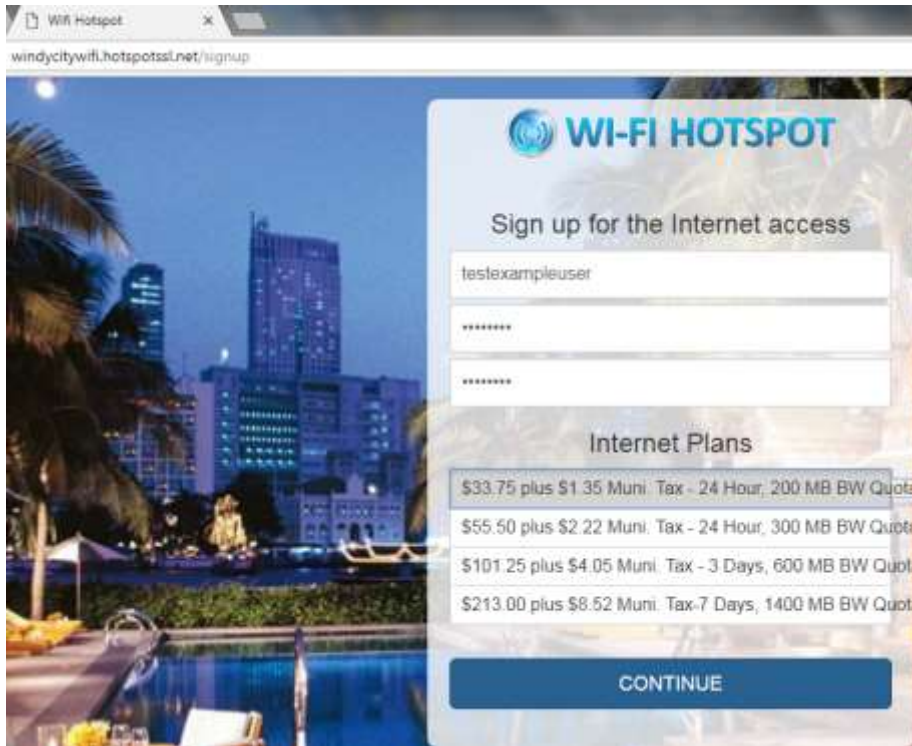 Wifi Hotspot ×
windycitywifi.hotspotssl.net/signup
WI-FI HOTSPOT
Sign up for the Internet access
testexampleuser
••••••••
••••••••
Internet Plans
$33.75 plus $1.35 Muni. Tax - 24 Hour, 200 MB BW Quota
$55.50 plus $2.22 Muni. Tax - 24 Hour, 300 MB BW Quota
$101.25 plus $4.05 Muni. Tax - 3 Days, 600 MB BW Quot
$213.00 plus $8.52 Muni. Tax-7 Days, 1400 MB BW Quot
CONTINUE